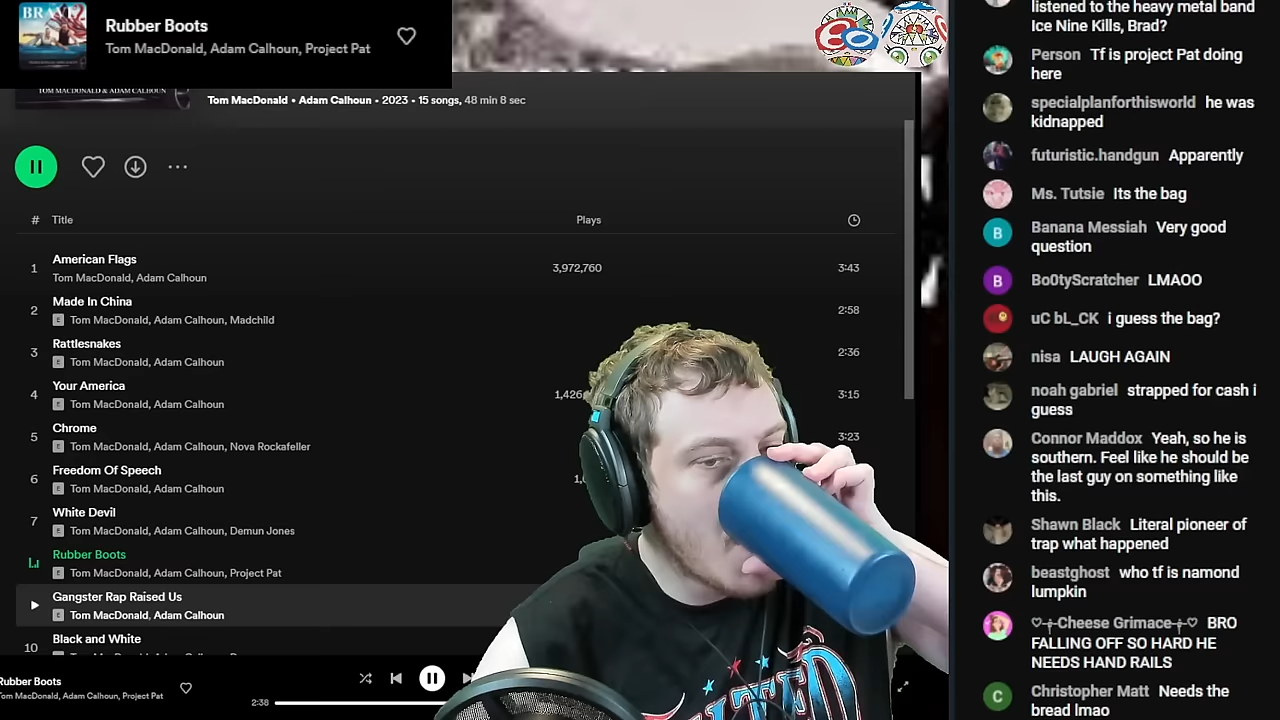 BRAVE
Rubber Boots
Tom MacDonald, Adam Calhoun, Project Pat
TOM MACDONALD & ADAM CALHOUN
Tom MacDonald • Adam Calhoun • 2023 • 15 songs, 48 min 8 sec
# Title Plays
1 American Flags 3,972,760 3:43
Tom MacDonald, Adam Calhoun
2 Made In China 2:58
E Tom MacDonald, Adam Calhoun, Madchild
3 Rattlesnakes 2:36
E Tom MacDonald, Adam Calhoun
4 Your America 1,426 3:15
E Tom MacDonald, Adam Calhoun
5 Chrome 3:23
E Tom MacDonald, Adam Calhoun, Nova Rockafeller
6 Freedom Of Speech
E Tom MacDonald, Adam Calhoun
7 White Devil
E Tom MacDonald, Adam Calhoun, Demun Jones
Rubber Boots
E Tom MacDonald, Adam Calhoun, Project Pat
Gangster Rap Raised Us
E Tom MacDonald, Adam Calhoun
10 Black and White
Rubber Boots
Tom MacDonald, Adam Calhoun, Project Pat
2:38
listened to the heavy metal band
Ice Nine Kills, Brad?
Person Tf is project Pat doing
here
specialplanforthisworld he was
kidnapped
futuristic.handgun Apparently
Ms. Tutsie Its the bag
B Banana Messiah Very good
question
B Bo0tyScratcher LMAOO
uC bL_CK i guess the bag?
nisa LAUGH AGAIN
noah gabriel strapped for cash i
guess
Connor Maddox Yeah, so he is
southern. Feel like he should be
the last guy on something like
this.
Shawn Black Literal pioneer of
trap what happened
beastghost who tf is namond
lumpkin
♡-‡-Cheese Grimace-‡-♡ BRO
FALLING OFF SO HARD HE
NEEDS HAND RAILS
C Christopher Matt Needs the
bread lmao